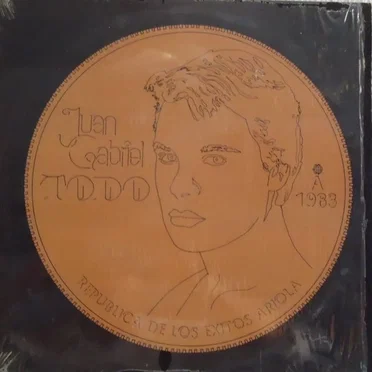 Juan
Gabriel
TODO
A
1983
REPUBLICA DE LOS EXITOS ARIOLA